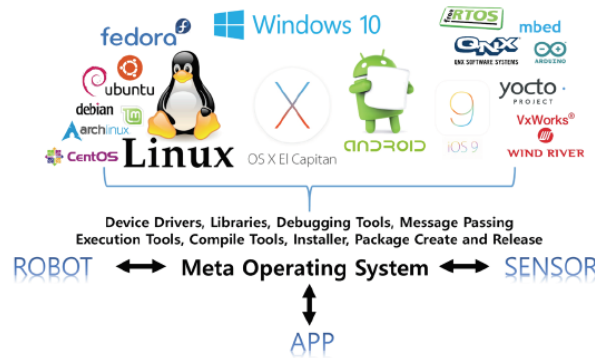 fedora
Windows 10
free RTOS
mbed
QNX
QNX SOFTWARE SYSTEMS
ARDUINO
ubuntu
debian
archlinux
CentOS
Linux
OS X El Capitan
ANDROID
9
iOS 9
yocto
PROJECT
VxWorks®
WIND RIVER
Device Drivers, Libraries, Debugging Tools, Message Passing
Execution Tools, Compile Tools, Installer, Package Create and Release
ROBOT
Meta Operating System
SENSOR
APP